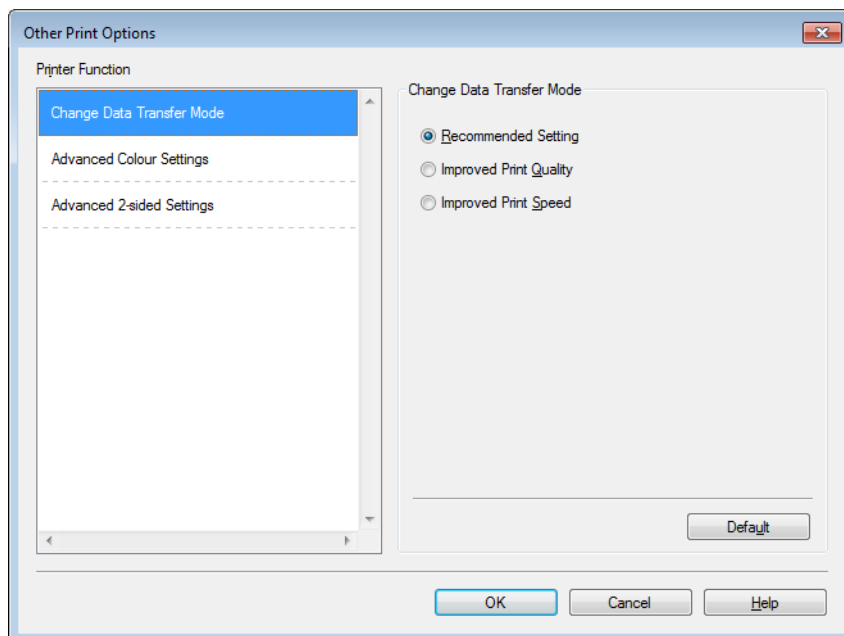 Other Print Options
Printer Function
Change Data Transfer Mode
Advanced Colour Settings
Advanced 2-sided Settings
Change Data Transfer Mode
Recommended Setting
Improved Print Quality
Improved Print Speed
Default
OK Cancel Help